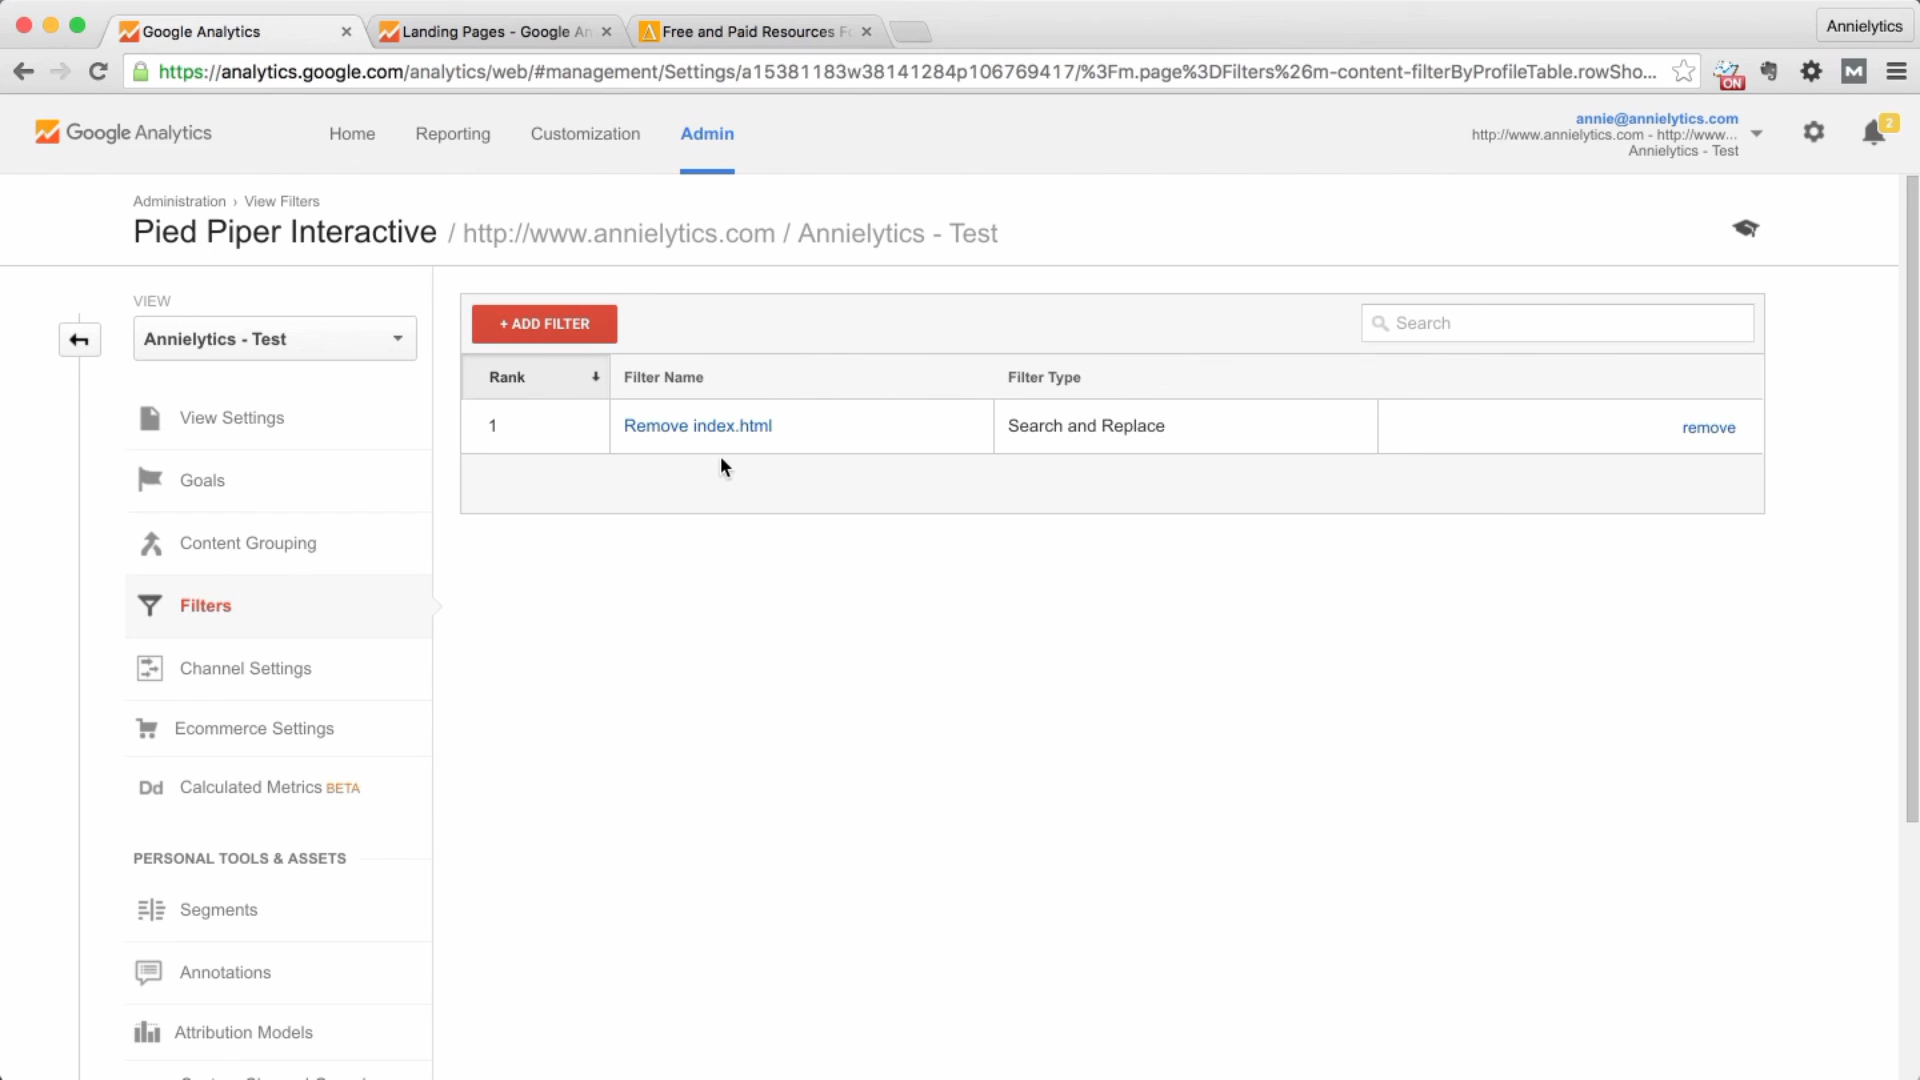 Google Analytics
Landing Pages - Google An
Free and Paid Resources Fo
Annielytics
https://analytics.google.com/analytics/web/#management/Settings/a15381183w38141284p106769417/%3Fm.page%3DFilters%26m-content-filterByProfileTable.rowSho...
ON
M
Google Analytics
Home
Reporting
Customization
Admin
annie@annielytics.com
http://www.annielytics.com - http://www...
Annielytics - Test
2
Administration › View Filters
Pied Piper Interactive / http://www.annielytics.com / Annielytics - Test
VIEW
Annielytics - Test
+ ADD FILTER
Search
Rank
Filter Name
Filter Type
1
Remove index.html
Search and Replace
remove
View Settings
Goals
Content Grouping
Filters
Channel Settings
Ecommerce Settings
Dd Calculated Metrics BETA
PERSONAL TOOLS & ASSETS
Segments
Annotations
Attribution Models